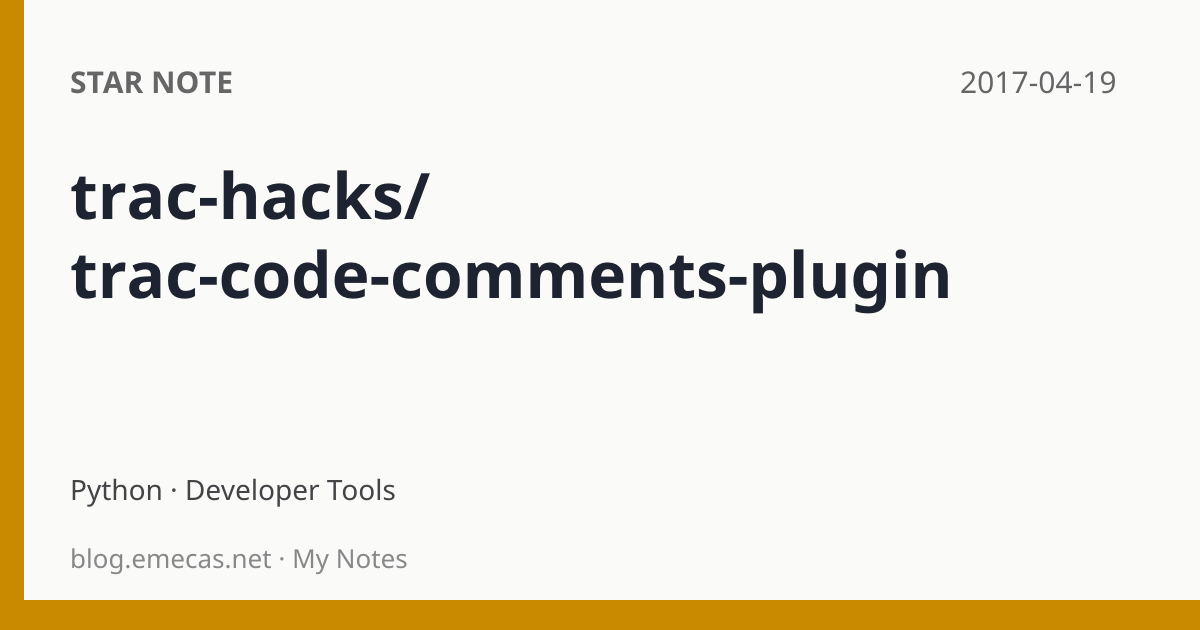 STAR NOTE
2017-04-19
trac-hacks/
trac-code-comments-plugin
Python · Developer Tools
blog.emecas.net · My Notes